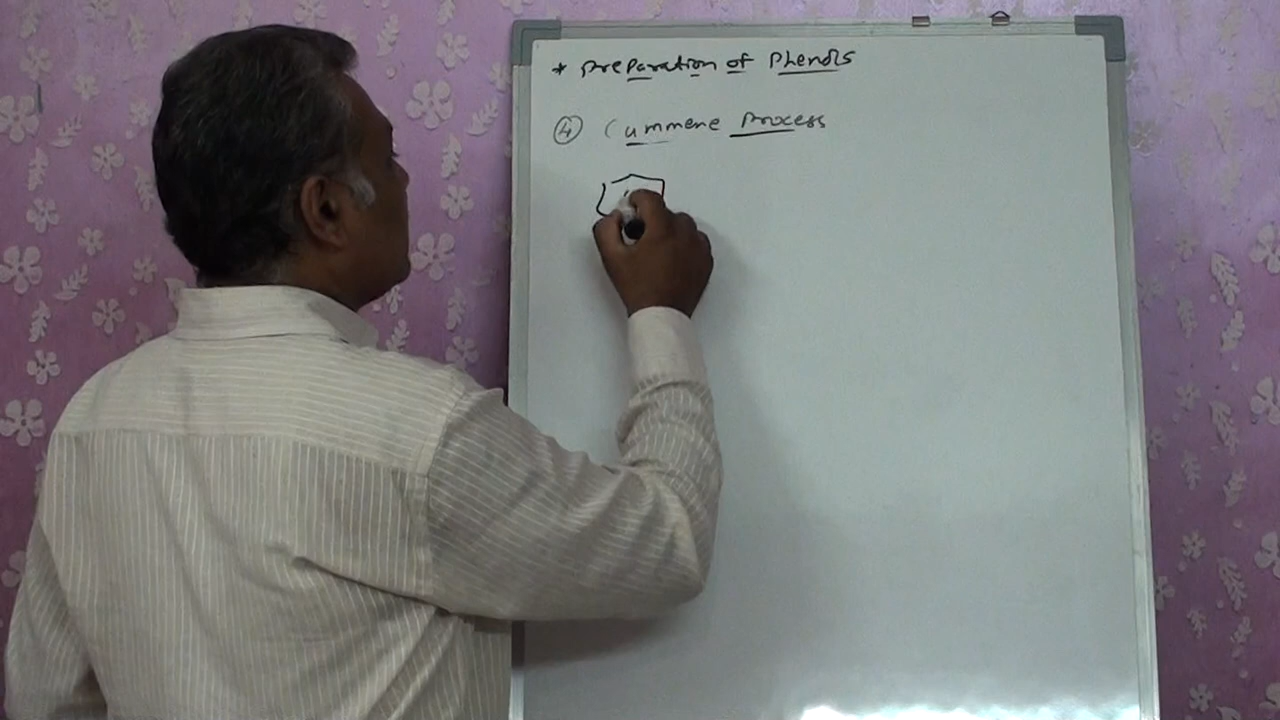 * Preparation of Phenols
④ Cummene Process